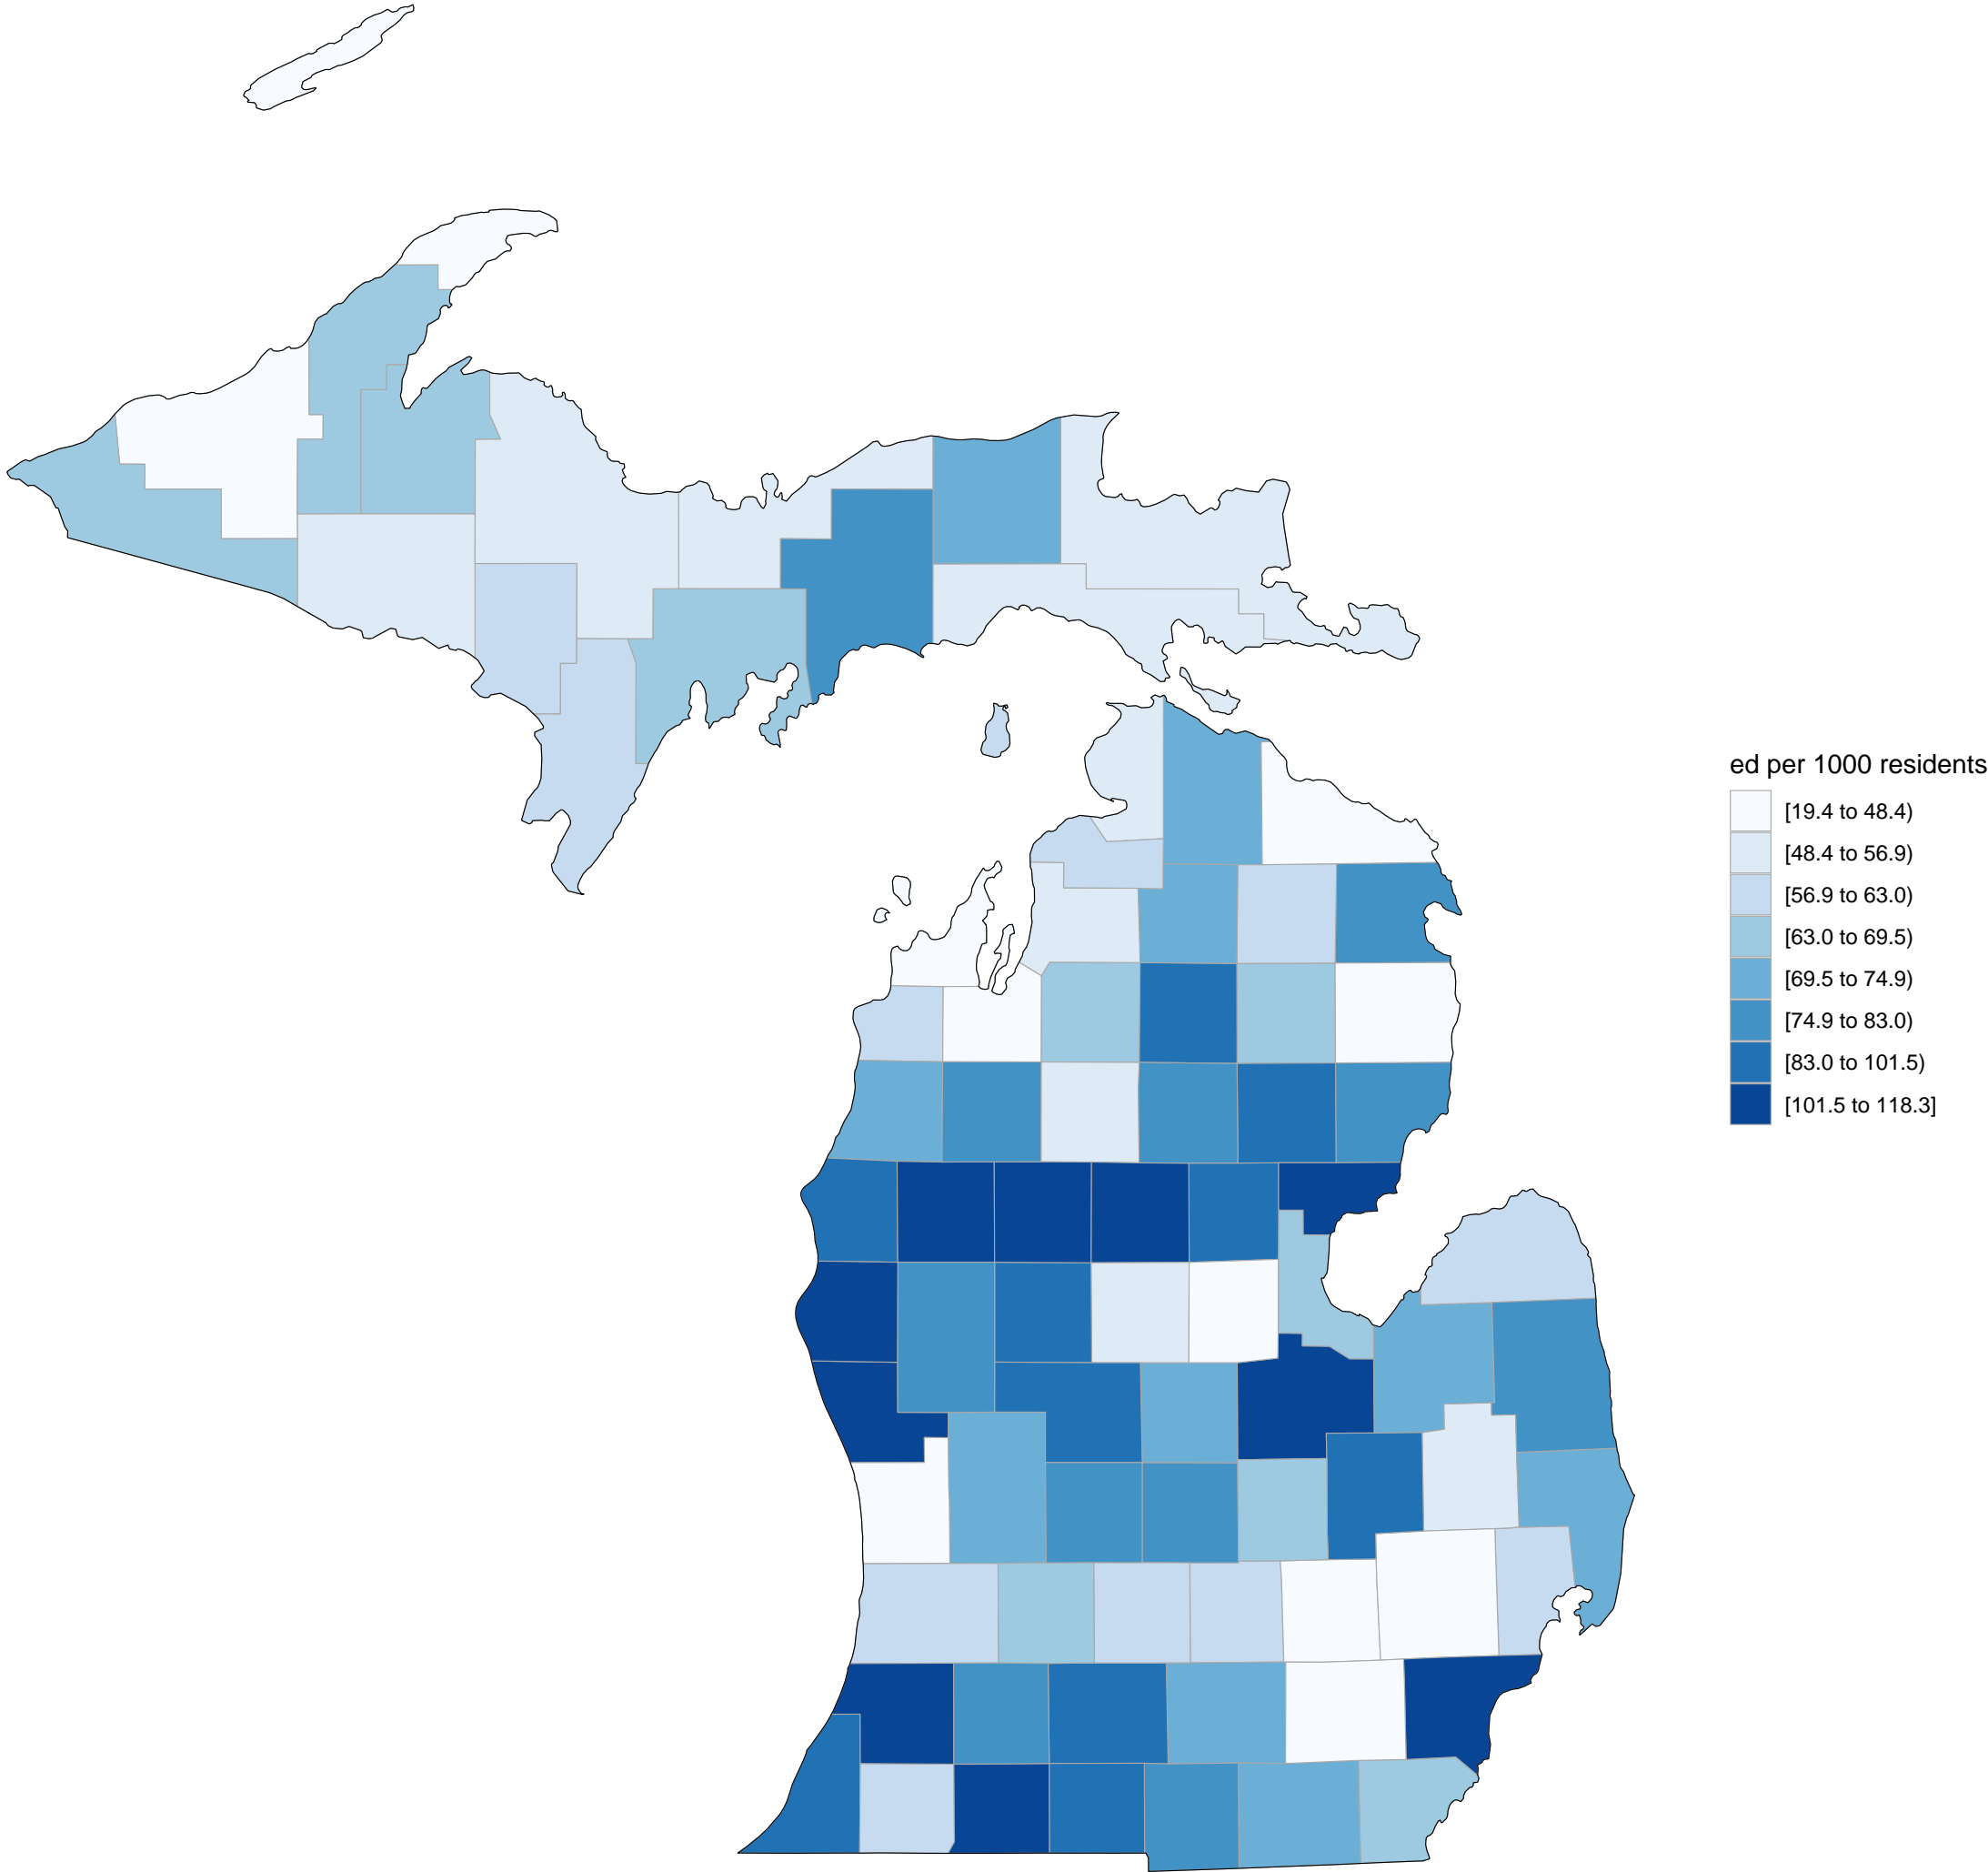 ed per 1000 residents
[19.4 to 48.4)
[48.4 to 56.9)
[56.9 to 63.0)
[63.0 to 69.5)
[69.5 to 74.9)
[74.9 to 83.0)
[83.0 to 101.5)
[101.5 to 118.3]